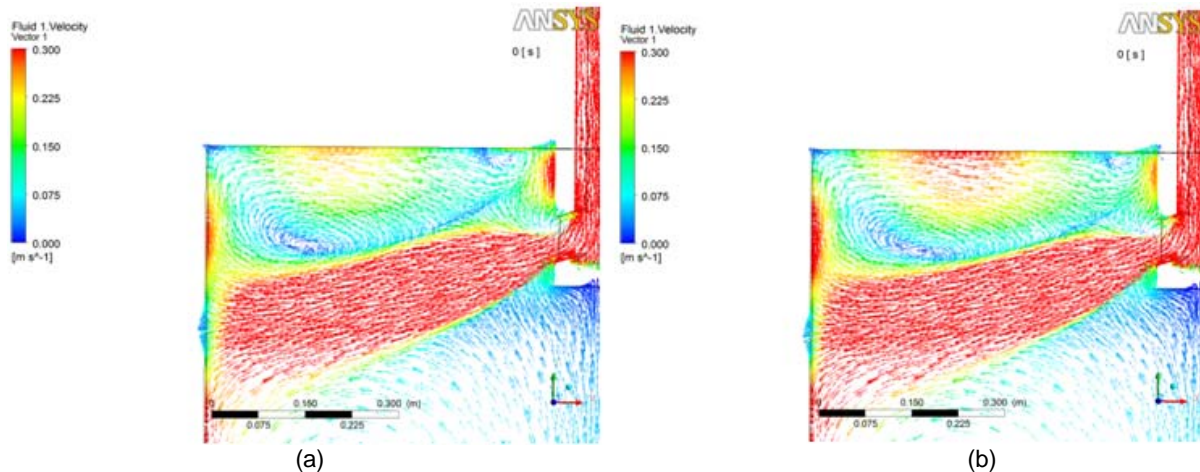 Fluid 1.Velocity
Vector 1
0.300
0.225
0.150
0.075
0.000
[m s^-1]
ANSYS
0 [ s ]
0 0.150 0.300 (m)
0.075 0.225
(a)
Fluid 1.Velocity
Vector 1
0.300
0.225
0.150
0.075
0.000
[m s^-1]
ANSYS
0 [ s ]
0 0.150 0.300 (m)
0.075 0.225
(b)